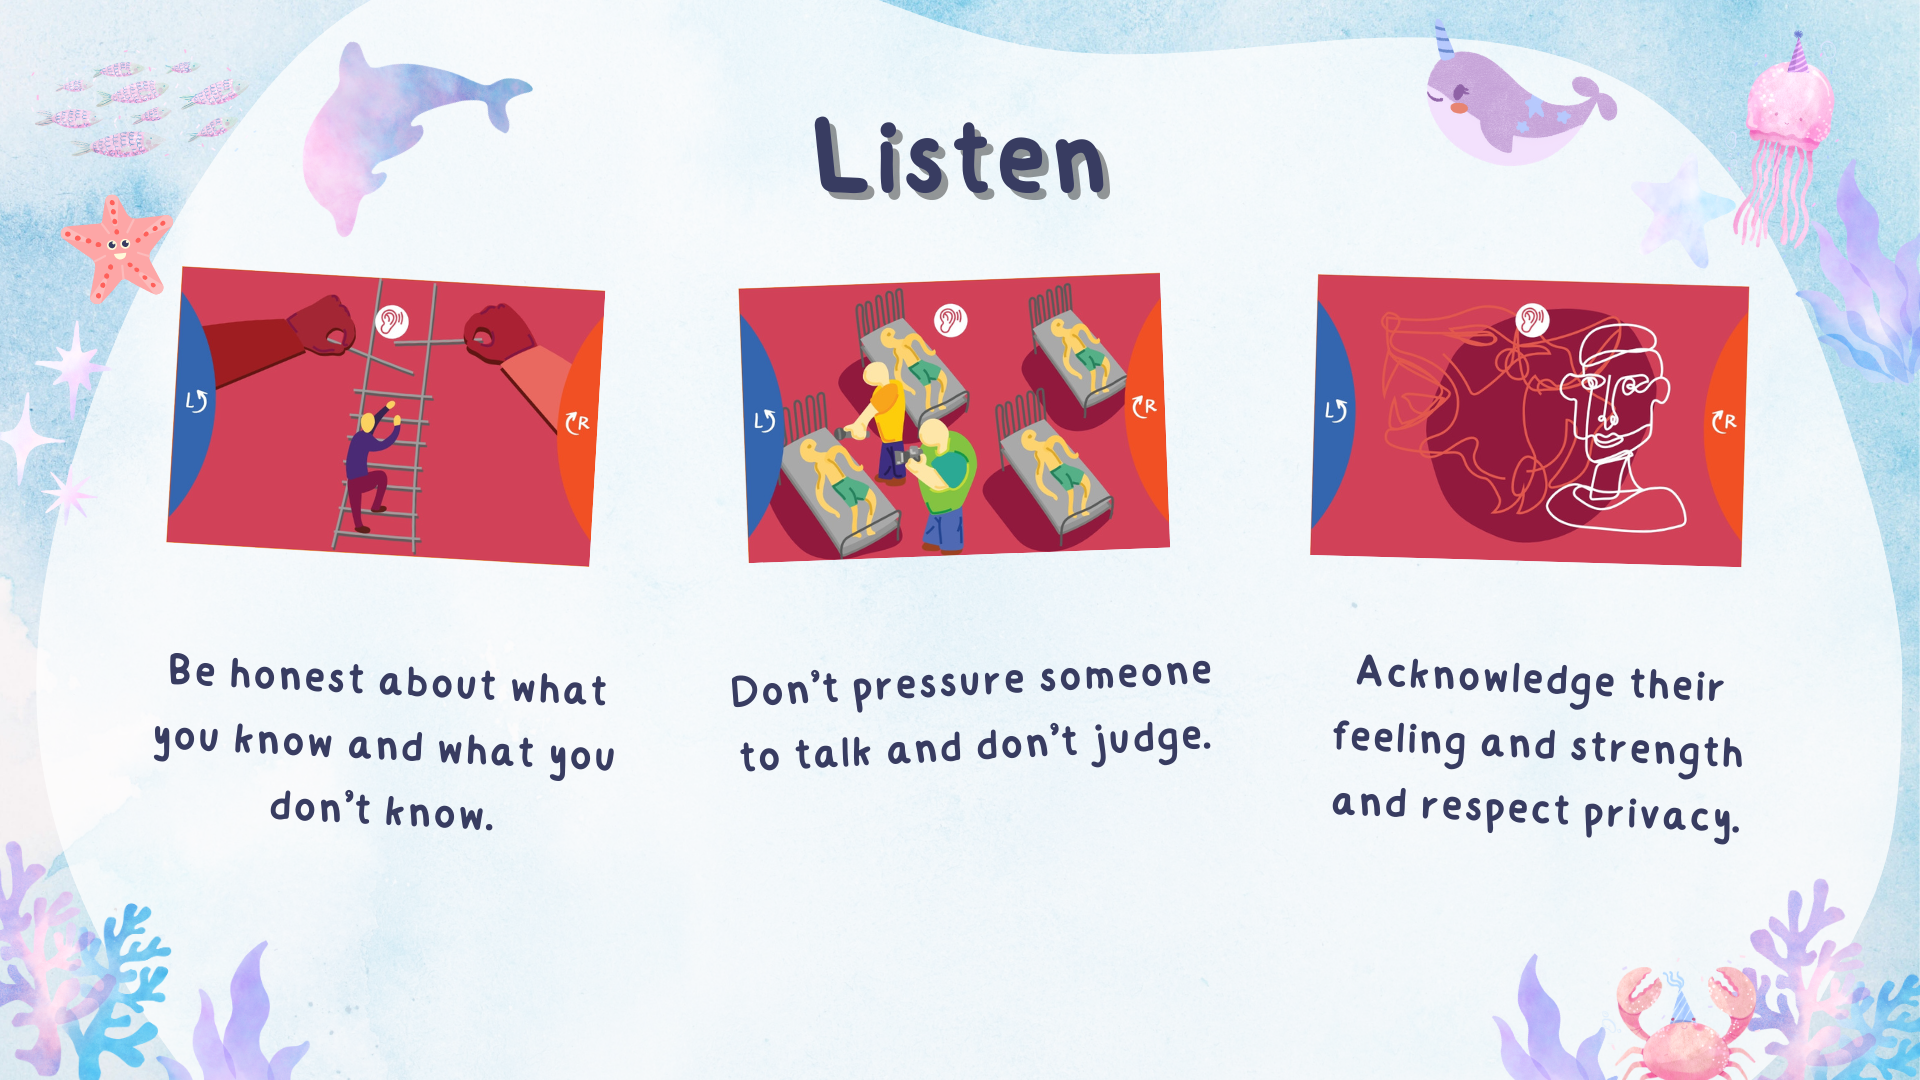 Listen
L
R
L
R
L
R
Be honest about what
you know and what you
don't know.
Don't pressure someone
to talk and don't judge.
Acknowledge their
feeling and strength
and respect privacy.